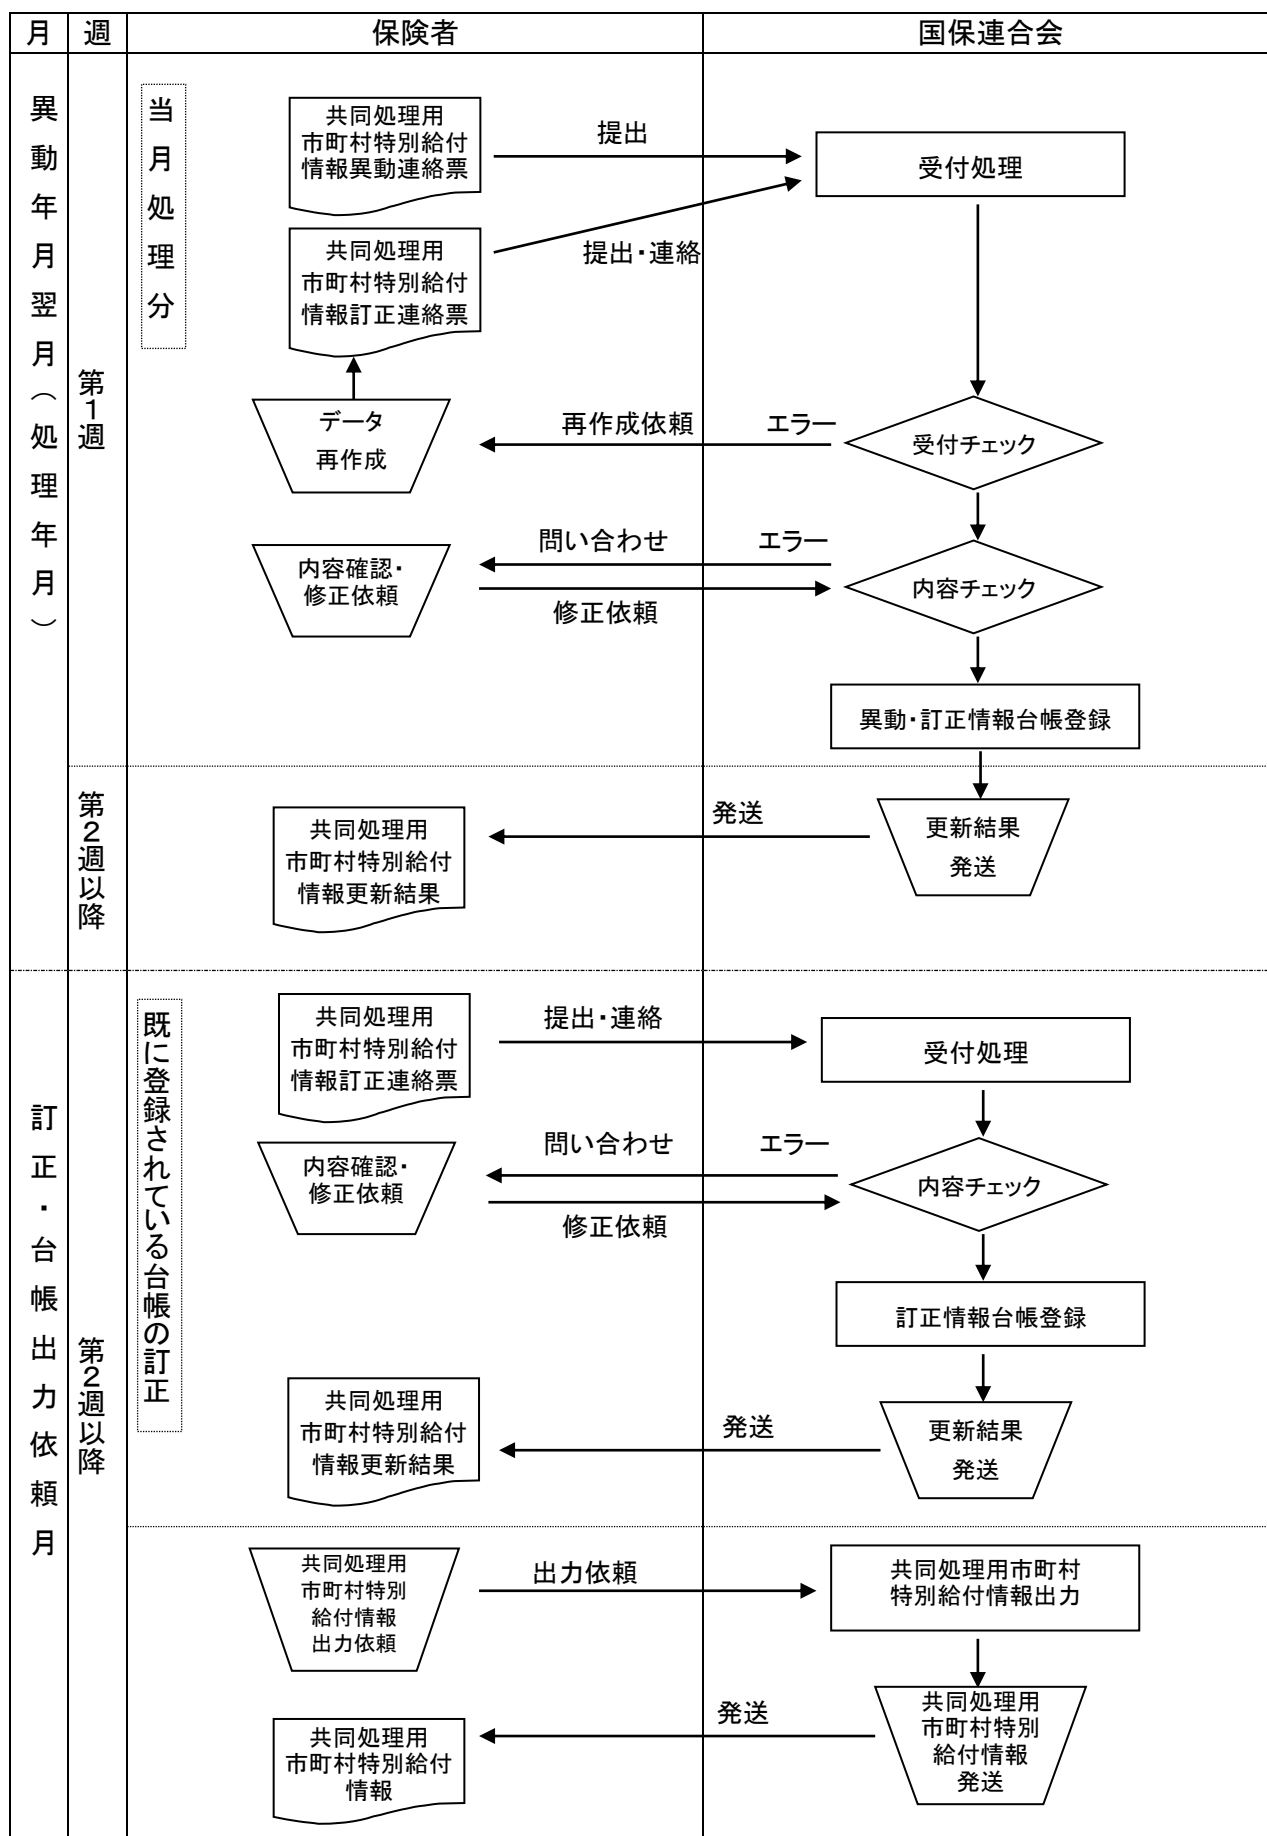 月
週
保険者
国保連合会
異動年月翌月（処理年月）
第1週
当月処理分
共同処理用
市町村特別給付
情報異動連絡票
提出
受付処理
共同処理用
市町村特別給付
情報訂正連絡票
提出・連絡
データ
再作成
再作成依頼
エラー
受付チェック
内容確認・
修正依頼
問い合わせ
エラー
修正依頼
内容チェック
異動・訂正情報台帳登録
第2週以降
共同処理用
市町村特別給付
情報更新結果
発送
更新結果
発送
訂正・台帳出力依頼月
第2週以降
既に登録されている台帳の訂正
共同処理用
市町村特別給付
情報訂正連絡票
提出・連絡
受付処理
内容確認・
修正依頼
問い合わせ
エラー
修正依頼
内容チェック
訂正情報台帳登録
共同処理用
市町村特別給付
情報更新結果
発送
更新結果
発送
共同処理用
市町村特別
給付情報
出力依頼
出力依頼
共同処理用市町村
特別給付情報出力
共同処理用
市町村特別給付
情報
発送
共同処理用
市町村特別
給付情報
発送